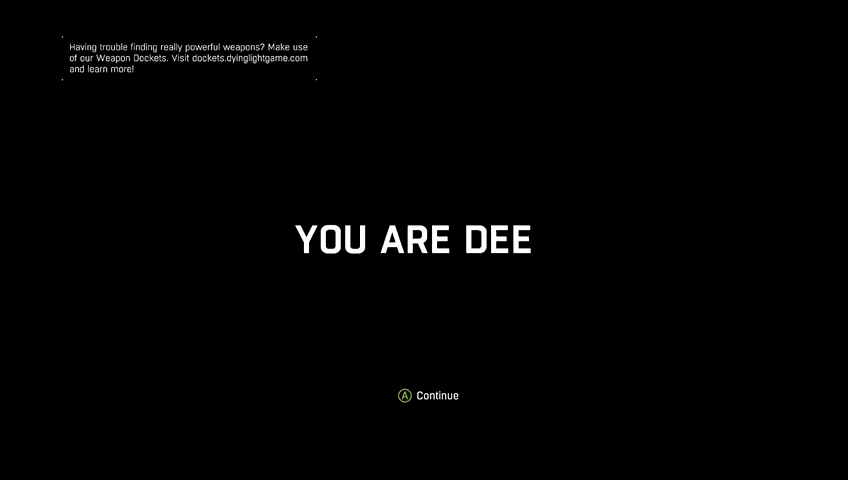 Having trouble finding really powerful weapons? Make use
of our Weapon Dockets. Visit dockets.dyinglightgame.com
and learn more!
YOU ARE DEE
A Continue